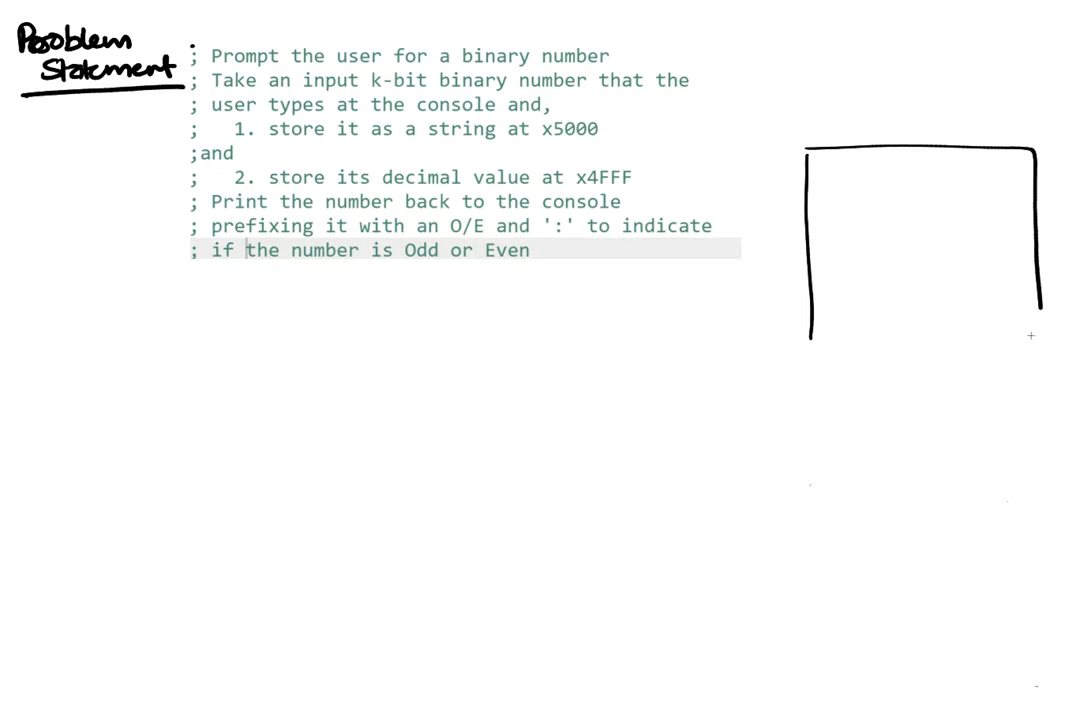 Problem
Statement
; Prompt the user for a binary number
; Take an input k-bit binary number that the
; user types at the console and,
;   1. store it as a string at x5000
;and
;   2. store its decimal value at x4FFF
; Print the number back to the console
; prefixing it with an O/E and ':' to indicate
; if the number is Odd or Even